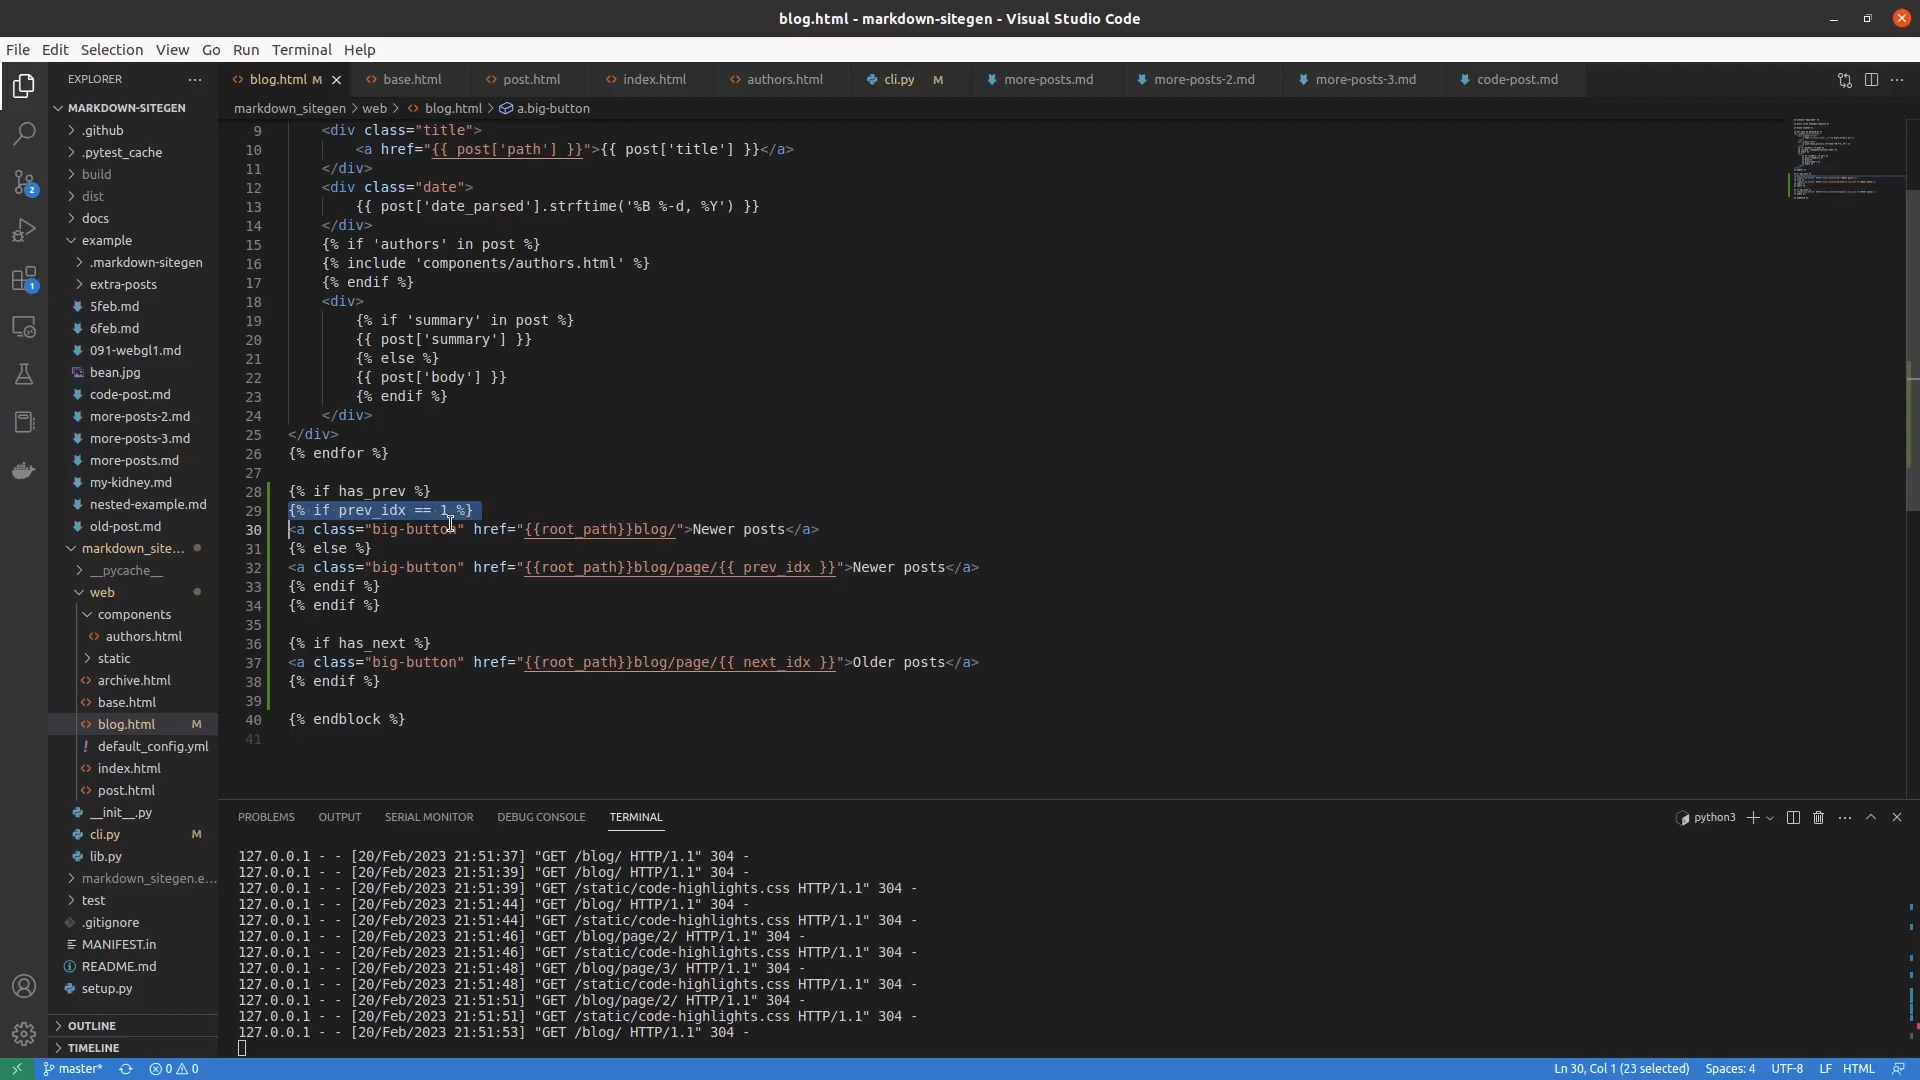 blog.html - markdown-sitegen - Visual Studio Code
File Edit Selection View Go Run Terminal Help
EXPLORER
MARKDOWN-SITEGEN
.github
.pytest_cache
build
dist
docs
example
.markdown-sitegen
extra-posts
5feb.md
6feb.md
091-webgl1.md
bean.jpg
code-post.md
more-posts-2.md
more-posts-3.md
more-posts.md
my-kidney.md
nested-example.md
old-post.md
markdown_site...
__pycache__
web
components
authors.html
static
archive.html
base.html
blog.html M
default_config.yml
index.html
post.html
__init__.py
cli.py M
lib.py
markdown_sitegen.e...
test
.gitignore
MANIFEST.in
README.md
setup.py
OUTLINE
TIMELINE
2
1
blog.html M base.html post.html index.html authors.html cli.py M more-posts.md more-posts-2.md more-posts-3.md code-post.md
markdown_sitegen > web > blog.html > a.big-button
9 <div class="title">
10 <a href="{{ post['path'] }}">{{ post['title'] }}</a>
11 </div>
12 <div class="date">
13 {{ post['date_parsed'].strftime('%B %-d, %Y') }}
14 </div>
15 {% if 'authors' in post %}
16 {% include 'components/authors.html' %}
17 {% endif %}
18 <div>
19 {% if 'summary' in post %}
20 {{ post['summary'] }}
21 {% else %}
22 {{ post['body'] }}
23 {% endif %}
24 </div>
25 </div>
26 {% endfor %}
27
28 {% if has_prev %}
29 {% if prev_idx == 1 %}
30 <a class="big-button" href="{{root_path}}blog/">Newer posts</a>
31 {% else %}
32 <a class="big-button" href="{{root_path}}blog/page/{{ prev_idx }}">Newer posts</a>
33 {% endif %}
34 {% endif %}
35
36 {% if has_next %}
37 <a class="big-button" href="{{root_path}}blog/page/{{ next_idx }}">Older posts</a>
38 {% endif %}
39
40 {% endblock %}
41
PROBLEMS OUTPUT SERIAL MONITOR DEBUG CONSOLE TERMINAL
python3
127.0.0.1 - - [20/Feb/2023 21:51:37] "GET /blog/ HTTP/1.1" 304 -
127.0.0.1 - - [20/Feb/2023 21:51:39] "GET /blog/ HTTP/1.1" 304 -
127.0.0.1 - - [20/Feb/2023 21:51:39] "GET /static/code-highlights.css HTTP/1.1" 304 -
127.0.0.1 - - [20/Feb/2023 21:51:44] "GET /blog/ HTTP/1.1" 304 -
127.0.0.1 - - [20/Feb/2023 21:51:44] "GET /static/code-highlights.css HTTP/1.1" 304 -
127.0.0.1 - - [20/Feb/2023 21:51:46] "GET /blog/page/2/ HTTP/1.1" 304 -
127.0.0.1 - - [20/Feb/2023 21:51:46] "GET /static/code-highlights.css HTTP/1.1" 304 -
127.0.0.1 - - [20/Feb/2023 21:51:48] "GET /blog/page/3/ HTTP/1.1" 304 -
127.0.0.1 - - [20/Feb/2023 21:51:48] "GET /static/code-highlights.css HTTP/1.1" 304 -
127.0.0.1 - - [20/Feb/2023 21:51:51] "GET /blog/page/2/ HTTP/1.1" 304 -
127.0.0.1 - - [20/Feb/2023 21:51:51] "GET /static/code-highlights.css HTTP/1.1" 304 -
127.0.0.1 - - [20/Feb/2023 21:51:53] "GET /blog/ HTTP/1.1" 304 -
master* 0 0 Ln 30, Col 1 (23 selected) Spaces: 4 UTF-8 LF HTML